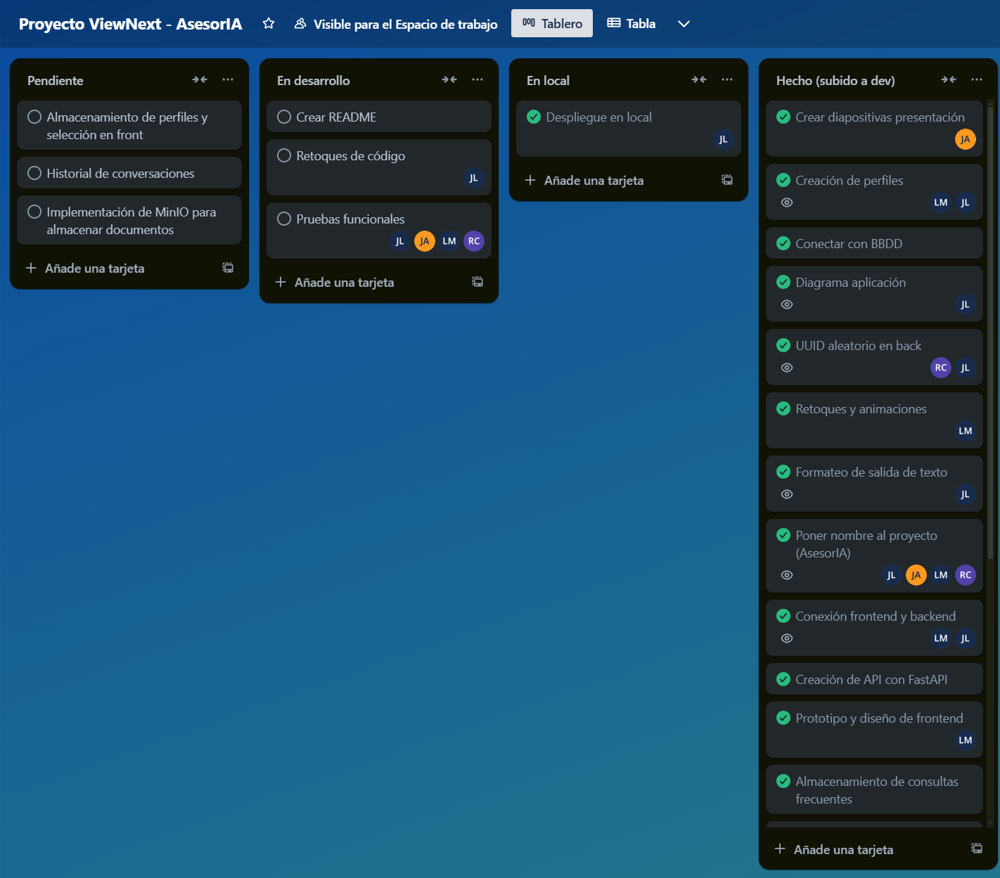 Proyecto ViewNext - AsesorIA
Visible para el Espacio de trabajo
Tablero
Tabla
Pendiente
Almacenamiento de perfiles y
selección en front
Historial de conversaciones
Implementación de MinIO para
almacenar documentos
Añade una tarjeta
En desarrollo
Crear README
Retoques de código
JL
Pruebas funcionales
JL JA LM RC
Añade una tarjeta
En local
Despliegue en local
JL
Añade una tarjeta
Hecho (subido a dev)
Crear diapositivas presentación
JA
Creación de perfiles
LM JL
Conectar con BBDD
Diagrama aplicación
JL
UUID aleatorio en back
RC JL
Retoques y animaciones
LM
Formateo de salida de texto
JL
Poner nombre al proyecto
(AsesorIA)
JL JA LM RC
Conexión frontend y backend
LM JL
Creación de API con FastAPI
Prototipo y diseño de frontend
LM
Almacenamiento de consultas
frecuentes
Añade una tarjeta